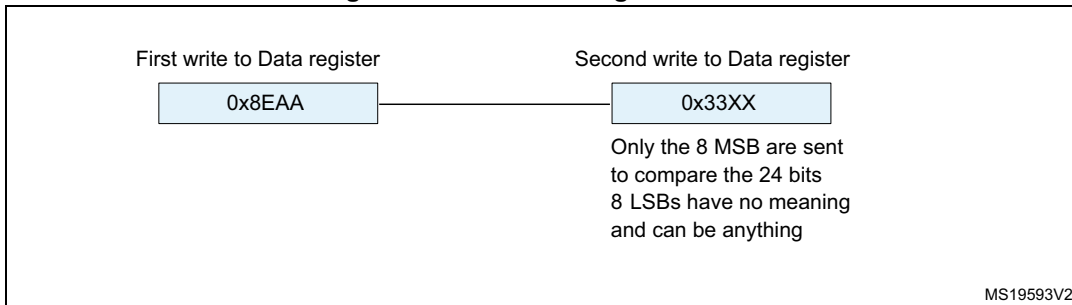 First write to Data register
Second write to Data register
0x8EAA
0x33XX
Only the 8 MSB are sent
to compare the 24 bits
8 LSBs have no meaning
and can be anything
MS19593V2